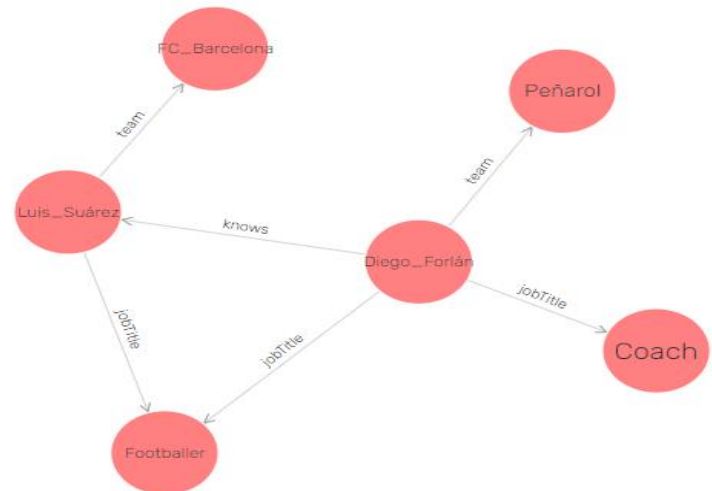 FC_Barcelona
Peñarol
team
team
Luis_Suárez
knows
Diego_Forlán
jobTitle
jobTitle
jobTitle
Coach
Footballer